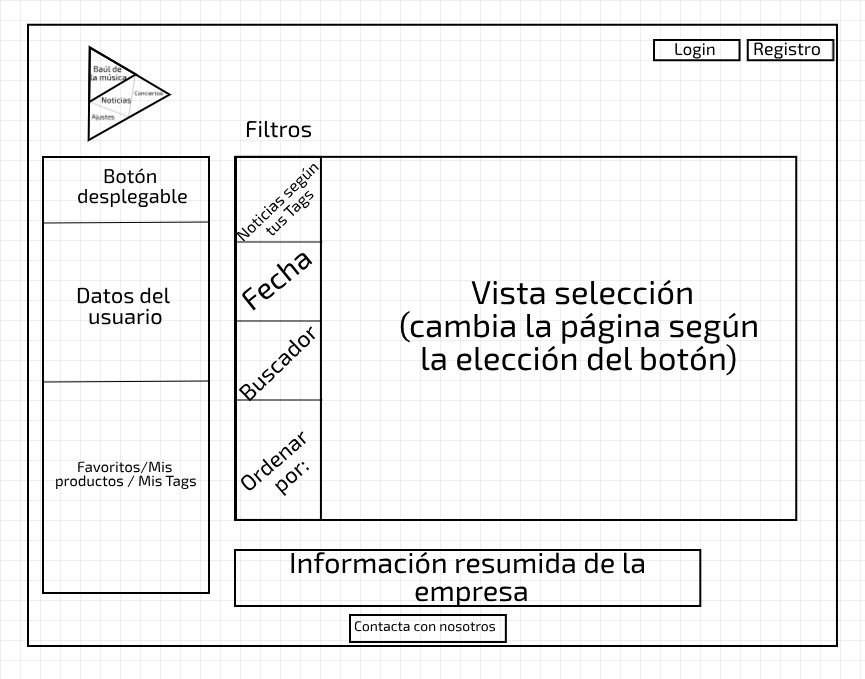 Login
Registro
Baúl de
la música
Conciertos
Noticias
Ajustes
Filtros
Botón
desplegable
Datos del
usuario
Favoritos/Mis
productos / Mis Tags
Noticias según
tus Tags
Fecha
Buscador
Ordenar
por:
Vista selección
(cambia la página según
la elección del botón)
Información resumida de la
empresa
Contacta con nosotros